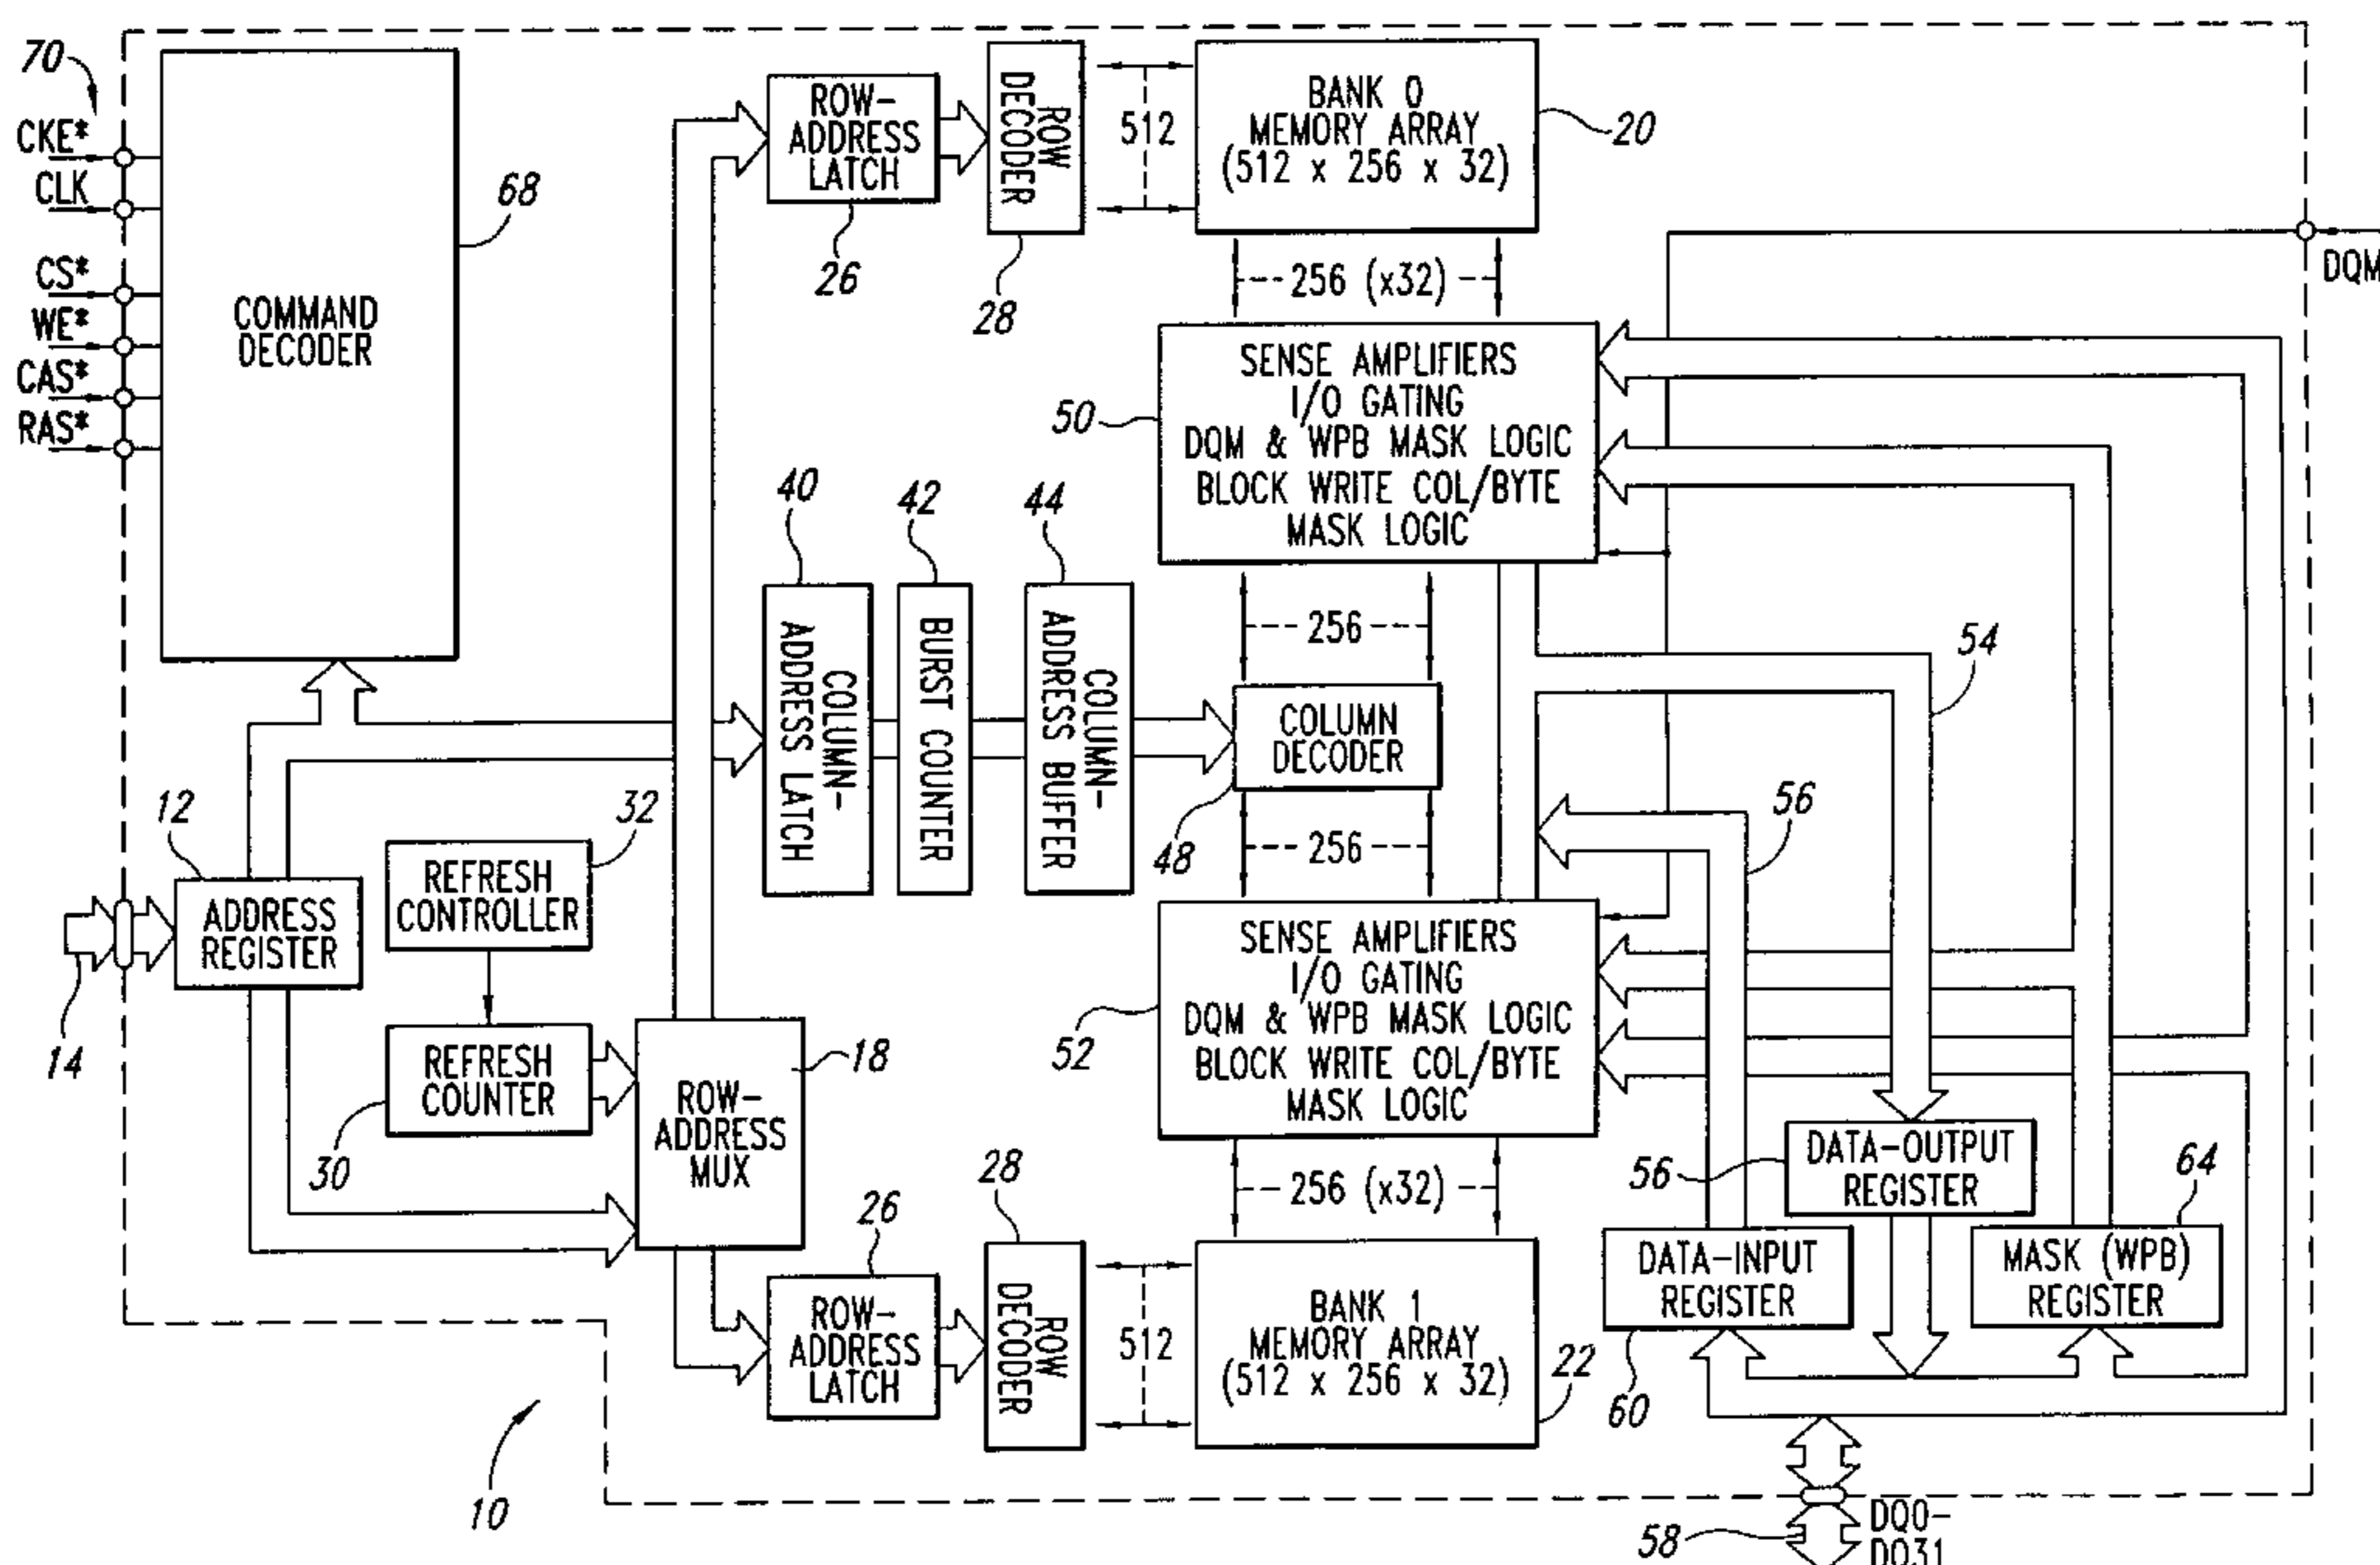 70
CKE*
CLK
CS*
WE*
CAS*
RAS*
COMMAND
DECODER
68
ROW-
ADDRESS
LATCH
26
ROW
DECODER
28
512
BANK 0
MEMORY ARRAY
(512 x 256 x 32)
20
256 (x32)
DQM
SENSE AMPLIFIERS
I/O GATING
DQM & WPB MASK LOGIC
BLOCK WRITE COL/BYTE
MASK LOGIC
50
40
COLUMN-
ADDRESS LATCH
42
BURST COUNTER
44
COLUMN-
ADDRESS BUFFER
256
COLUMN
DECODER
48
256
54
56
12
ADDRESS
REGISTER
14
32
REFRESH
CONTROLLER
REFRESH
COUNTER
30
ROW-
ADDRESS
MUX
18
SENSE AMPLIFIERS
I/O GATING
DQM & WPB MASK LOGIC
BLOCK WRITE COL/BYTE
MASK LOGIC
52
256 (x32)
26
ROW-
ADDRESS
LATCH
28
ROW
DECODER
512
BANK 1
MEMORY ARRAY
(512 x 256 x 32)
22
56
DATA-OUTPUT
REGISTER
64
DATA-INPUT
REGISTER
60
MASK (WPB)
REGISTER
10
58
DQ0-
DQ31